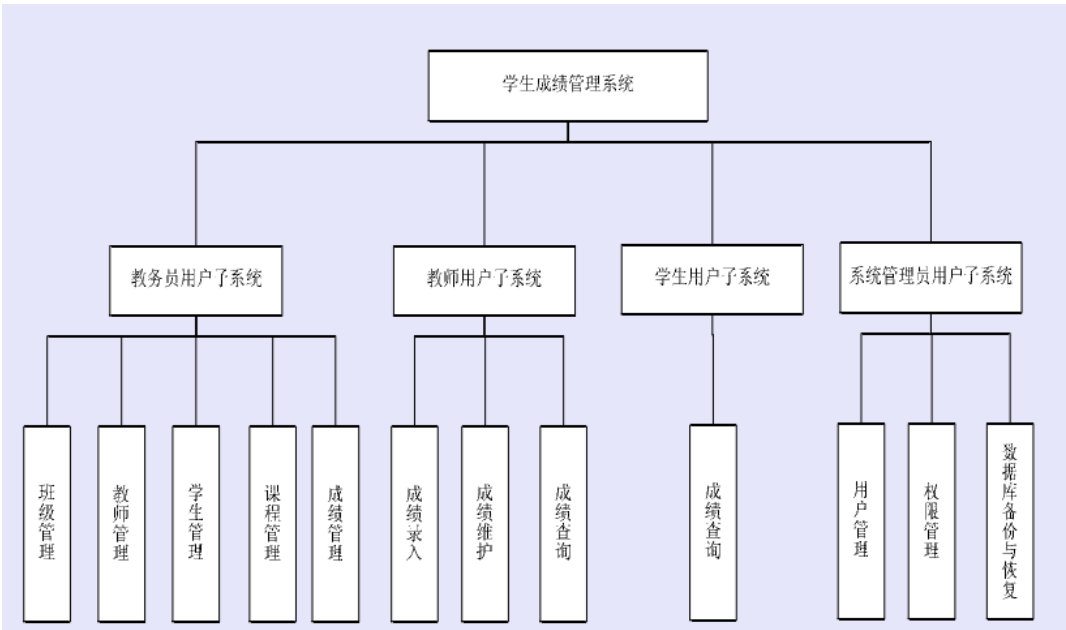 学生成绩管理系统
教务员用户子系统
教师用户子系统
学生用户子系统
系统管理员用户子系统
班级管理
教师管理
学生管理
课程管理
成绩管理
成绩录入
成绩维护
成绩查询
成绩查询
用户管理
权限管理
数据库备份与恢复